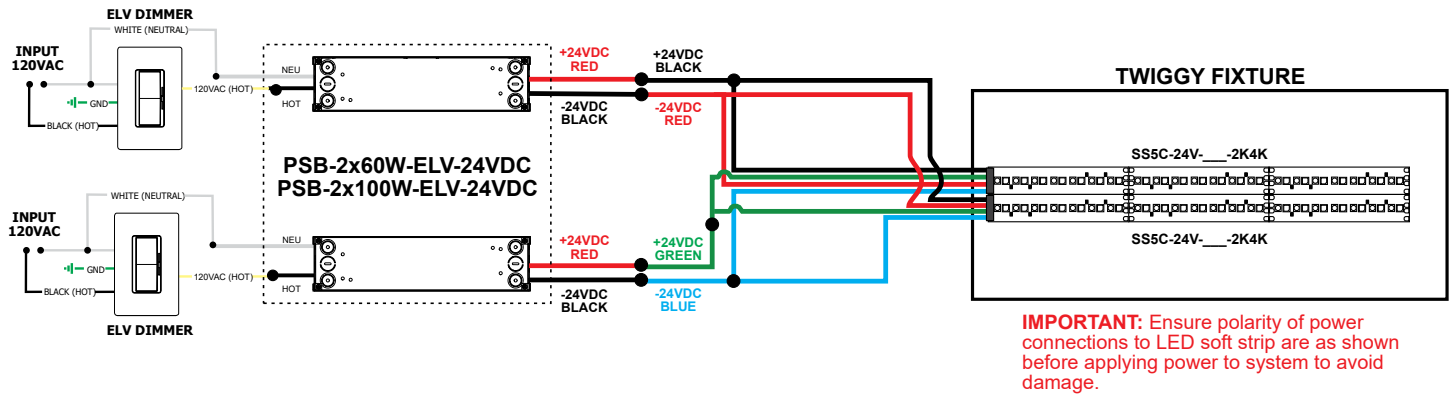 ELV DIMMER
WHITE (NEUTRAL)
INPUT
120VAC
GND
BLACK (HOT)
120VAC (HOT)
NEU
HOT
+24VDC
RED
-24VDC
BLACK
+24VDC
BLACK
-24VDC
RED
PSB-2x60W-ELV-24VDC
PSB-2x100W-ELV-24VDC
TWIGGY FIXTURE
SS5C-24V-___-2K4K
SS5C-24V-___-2K4K
WHITE (NEUTRAL)
INPUT
120VAC
GND
BLACK (HOT)
ELV DIMMER
120VAC (HOT)
NEU
HOT
+24VDC
RED
-24VDC
BLACK
+24VDC
GREEN
-24VDC
BLUE
IMPORTANT: Ensure polarity of power
connections to LED soft strip are as shown
before applying power to system to avoid
damage.